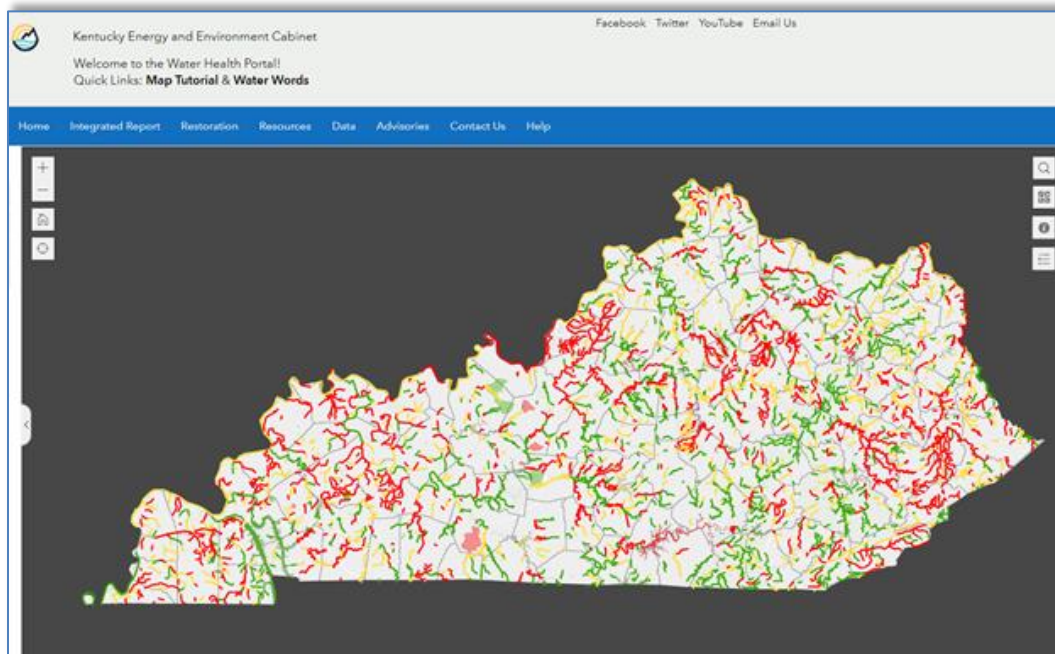 Facebook Twitter YouTube Email Us
Kentucky Energy and Environment Cabinet
Welcome to the Water Health Portal!
Quick Links: Map Tutorial & Water Words
Home Integrated Report Restoration Resources Data Advisories Contact Us Help